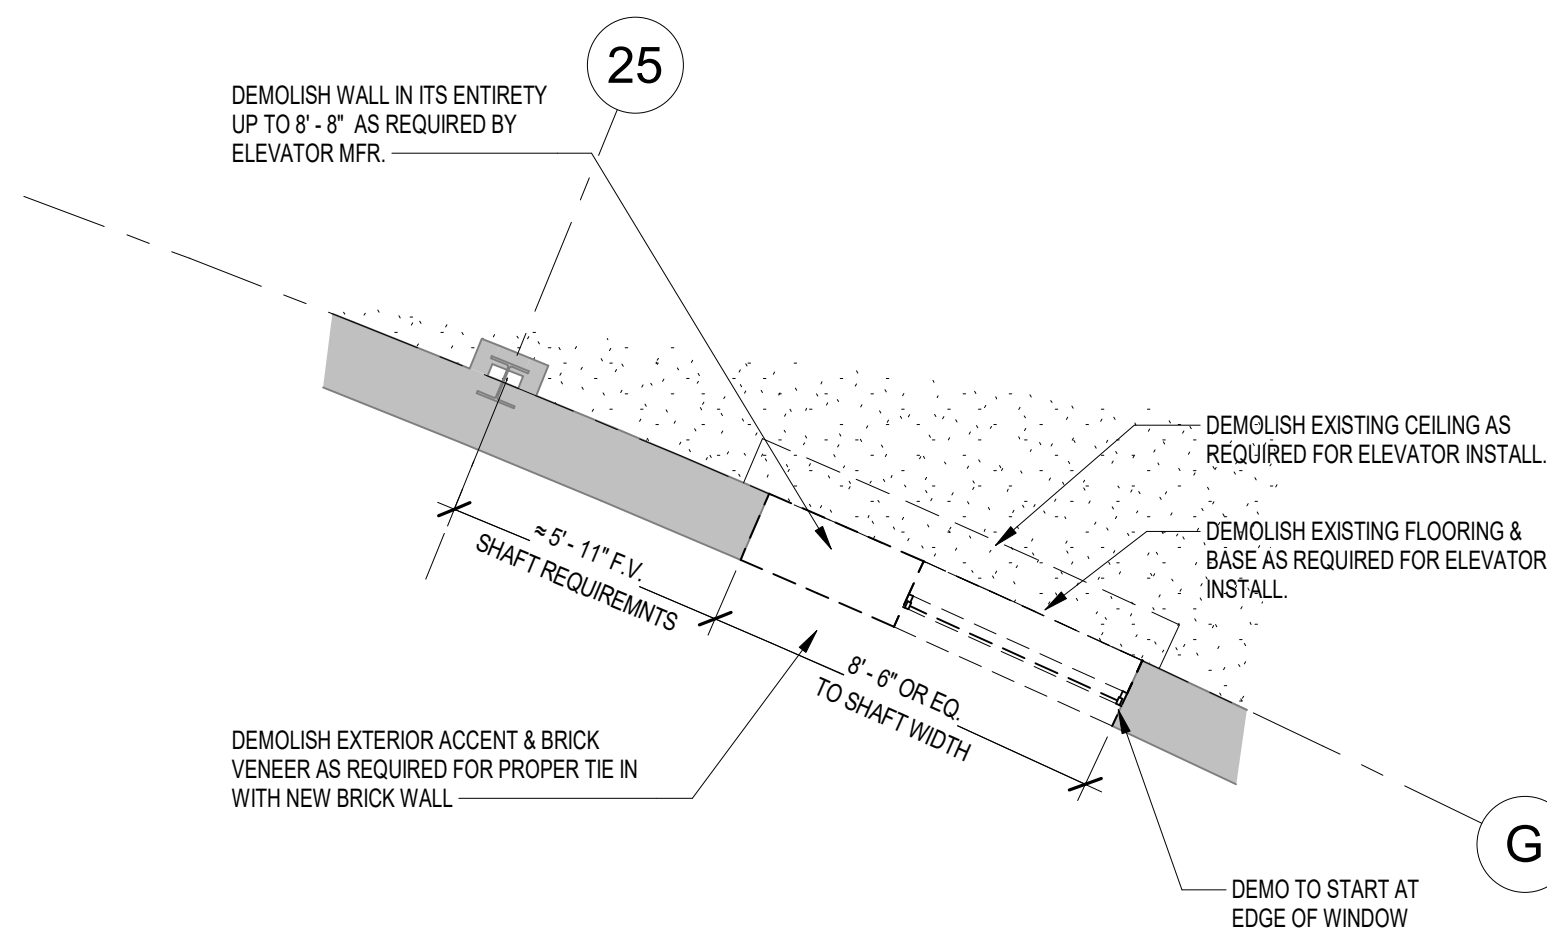 25
DEMOLISH WALL IN ITS ENTIRETY
UP TO 8' - 8" AS REQUIRED BY
ELEVATOR MFR.
DEMOLISH EXISTING CEILING AS
REQUIRED FOR ELEVATOR INSTALL.
DEMOLISH EXISTING FLOORING &
BASE AS REQUIRED FOR ELEVATOR
INSTALL.
≈ 5' - 11" F.V.
SHAFT REQUIREMNTS
8' - 6" OR EQ.
TO SHAFT WIDTH
DEMOLISH EXTERIOR ACCENT & BRICK
VENEER AS REQUIRED FOR PROPER TIE IN
WITH NEW BRICK WALL
G
DEMO TO START AT
EDGE OF WINDOW